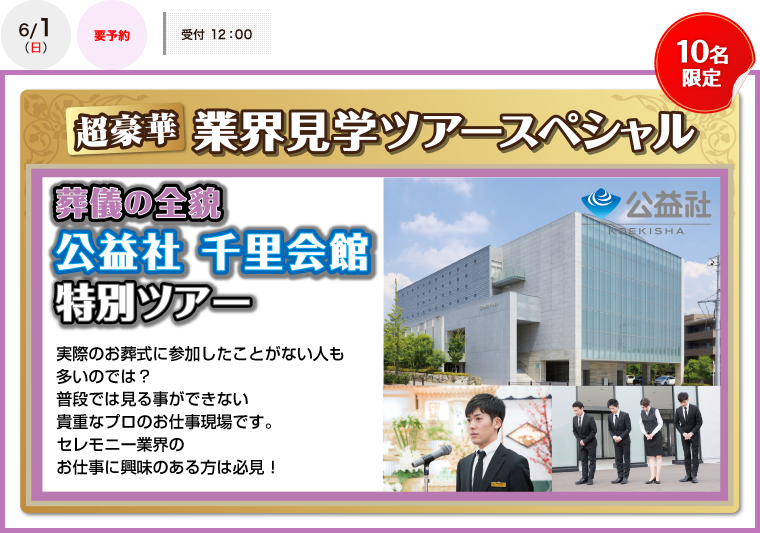 6/1
（日）
要予約
受付 12：00
10名
限定
超豪華 業界見学ツアースペシャル
葬儀の全貌
公益社 千里会館
特別ツアー
公益社
KOEKISHA
実際のお葬式に参加したことがない人も
多いのでは？
普段では見る事ができない
貴重なプロのお仕事現場です。
セレモニー業界の
お仕事に興味のある方は必見！